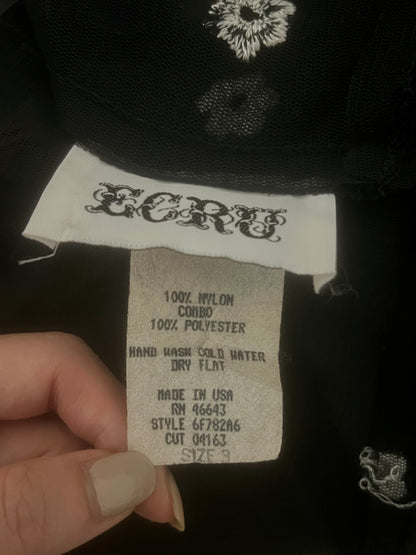 ECRU
100% NYLON
COMBO
100% POLYESTER
HAND WASH COLD WATER
DRY FLAT
MADE IN USA
RN 46643
STYLE 6F782A6
CUT 04163
SIZE 3